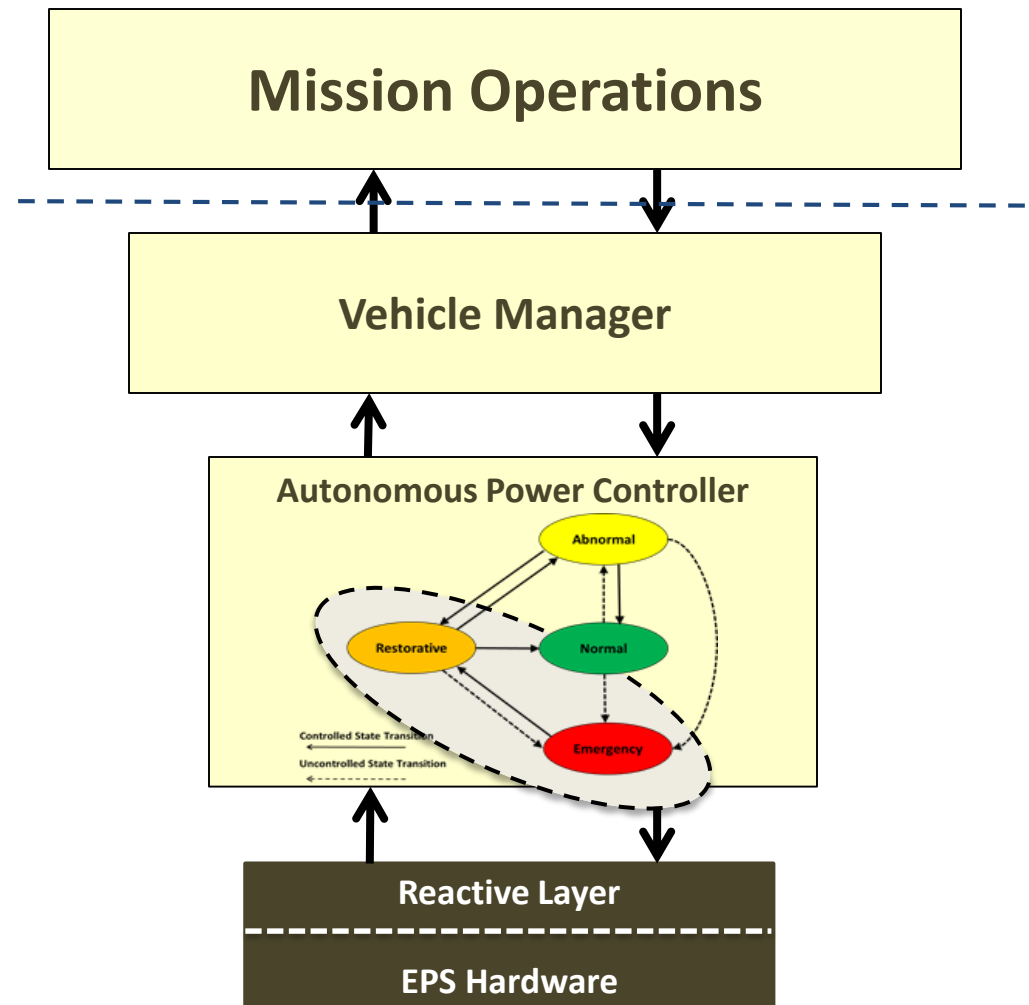 Mission Operations
Vehicle Manager
Autonomous Power Controller
Abnormal
Restorative
Normal
Emergency
Controlled State Transition
Uncontrolled State Transition
Reactive Layer
EPS Hardware